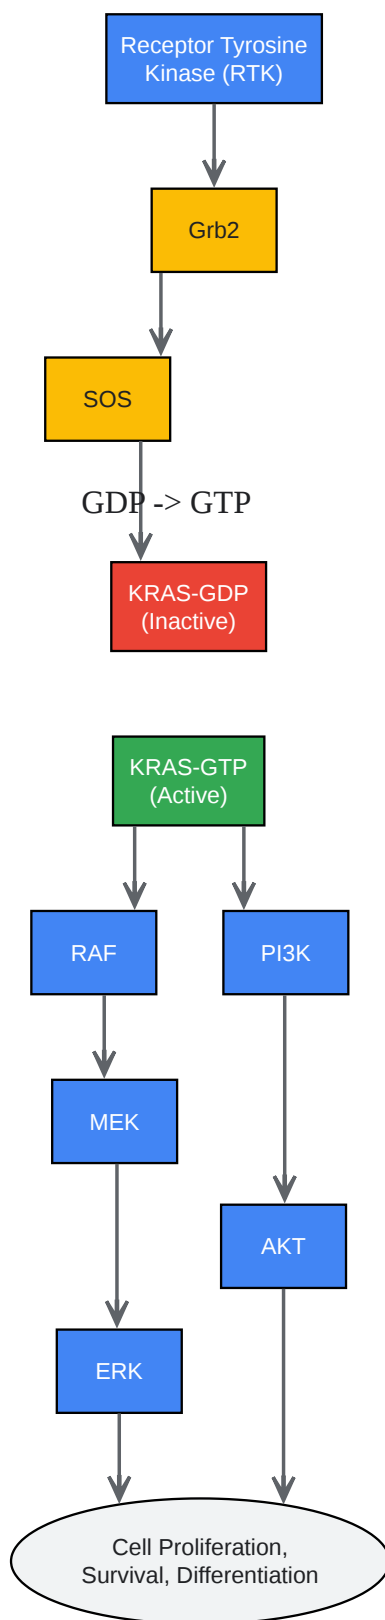 Receptor Tyrosine
Kinase (RTK)
Grb2
SOS
GDP -> GTP
KRAS-GDP
(Inactive)
KRAS-GTP
(Active)
RAF
PI3K
MEK
AKT
ERK
Cell Proliferation,
Survival, Differentiation